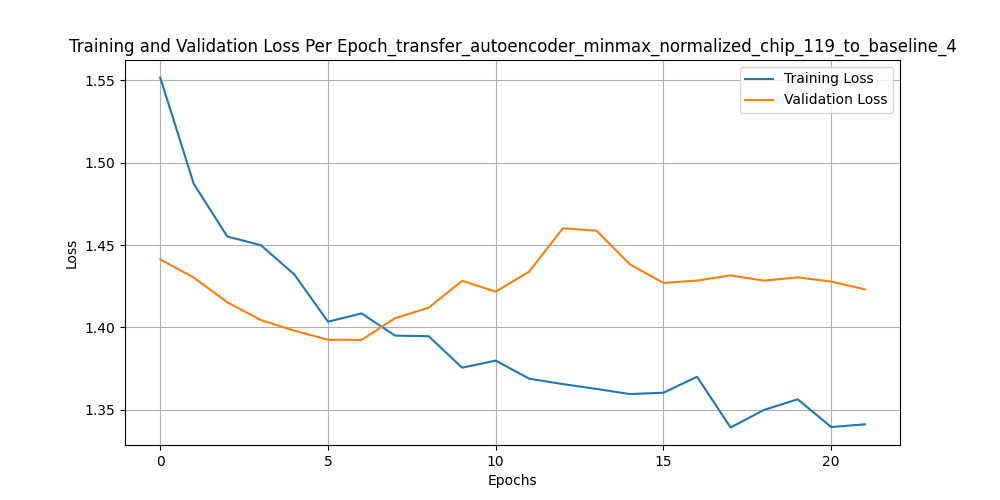 Training and Validation Loss Per Epoch_transfer_autoencoder_minmax_normalized_chip_119_to_baseline_4
Training Loss
Validation Loss
1.55
1.50
1.45
1.40
1.35
Loss
0
5
10
15
20
Epochs